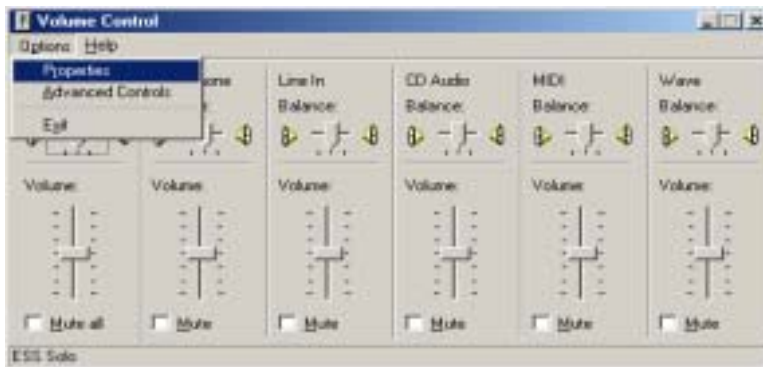 Volume Control
Options Help
Properties
Advanced Controls
Exit
Line In
CD Audio
MIDI
Wave
Balance:
Balance:
Balance:
Balance:
Volume:
Volume:
Volume:
Volume:
Volume:
Volume:
Mute all
Mute
Mute
Mute
Mute
Mute
ESS Solo